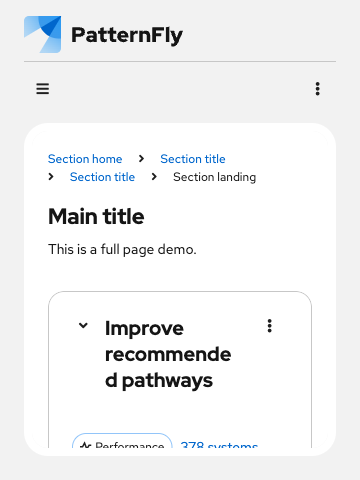 PatternFly
Section home Section title
Section title Section landing
Main title
This is a full page demo.
Improve
recommende
d pathways
Performance 378 systems